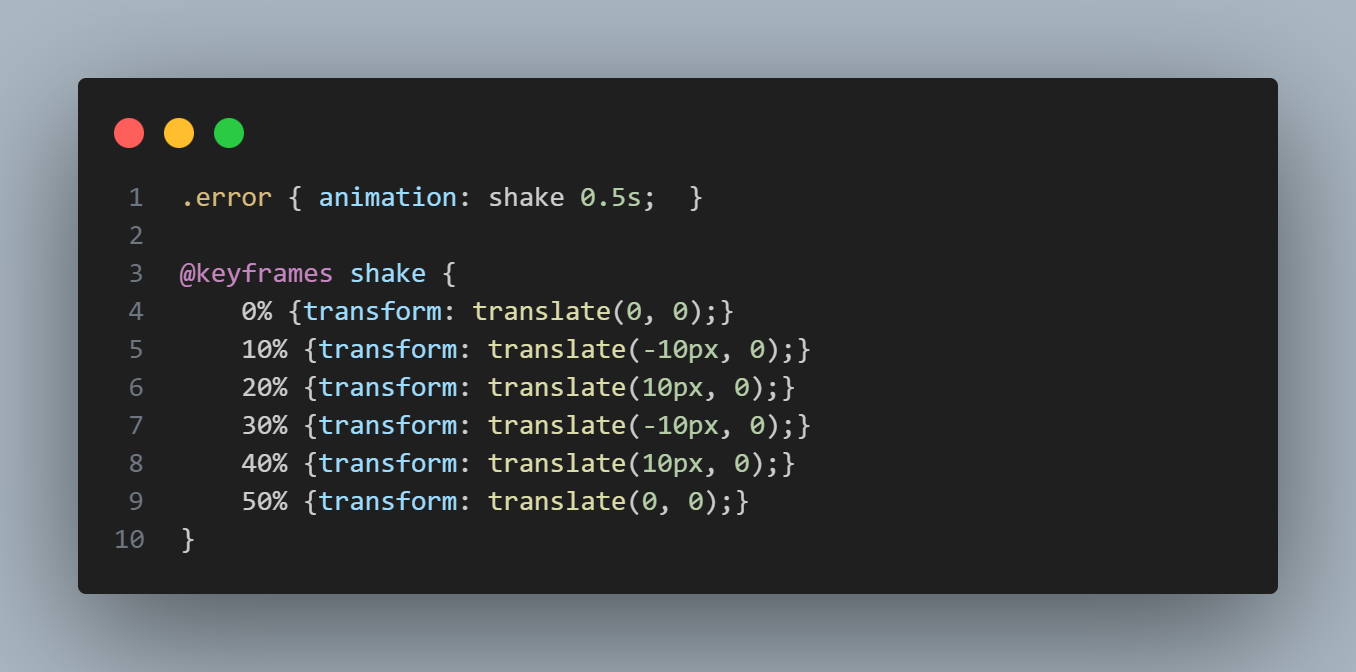 1 .error { animation: shake 0.5s;  }
2
3 @keyframes shake {
4     0% {transform: translate(0, 0);}
5     10% {transform: translate(-10px, 0);}
6     20% {transform: translate(10px, 0);}
7     30% {transform: translate(-10px, 0);}
8     40% {transform: translate(10px, 0);}
9     50% {transform: translate(0, 0);}
10 }